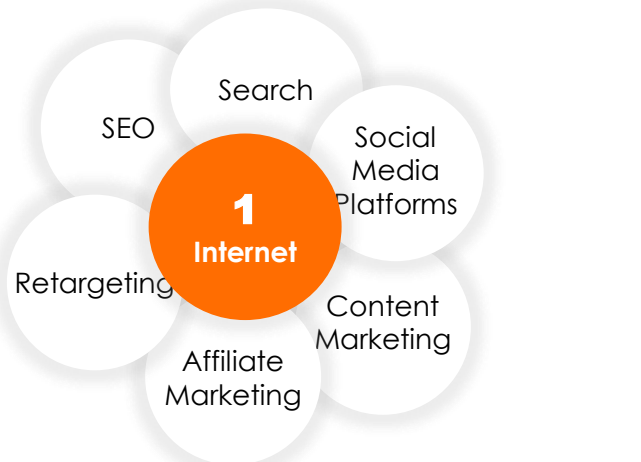 Search
SEO
Social
Media
Platforms
1
Internet
Retargeting
Content
Marketing
Affiliate
Marketing